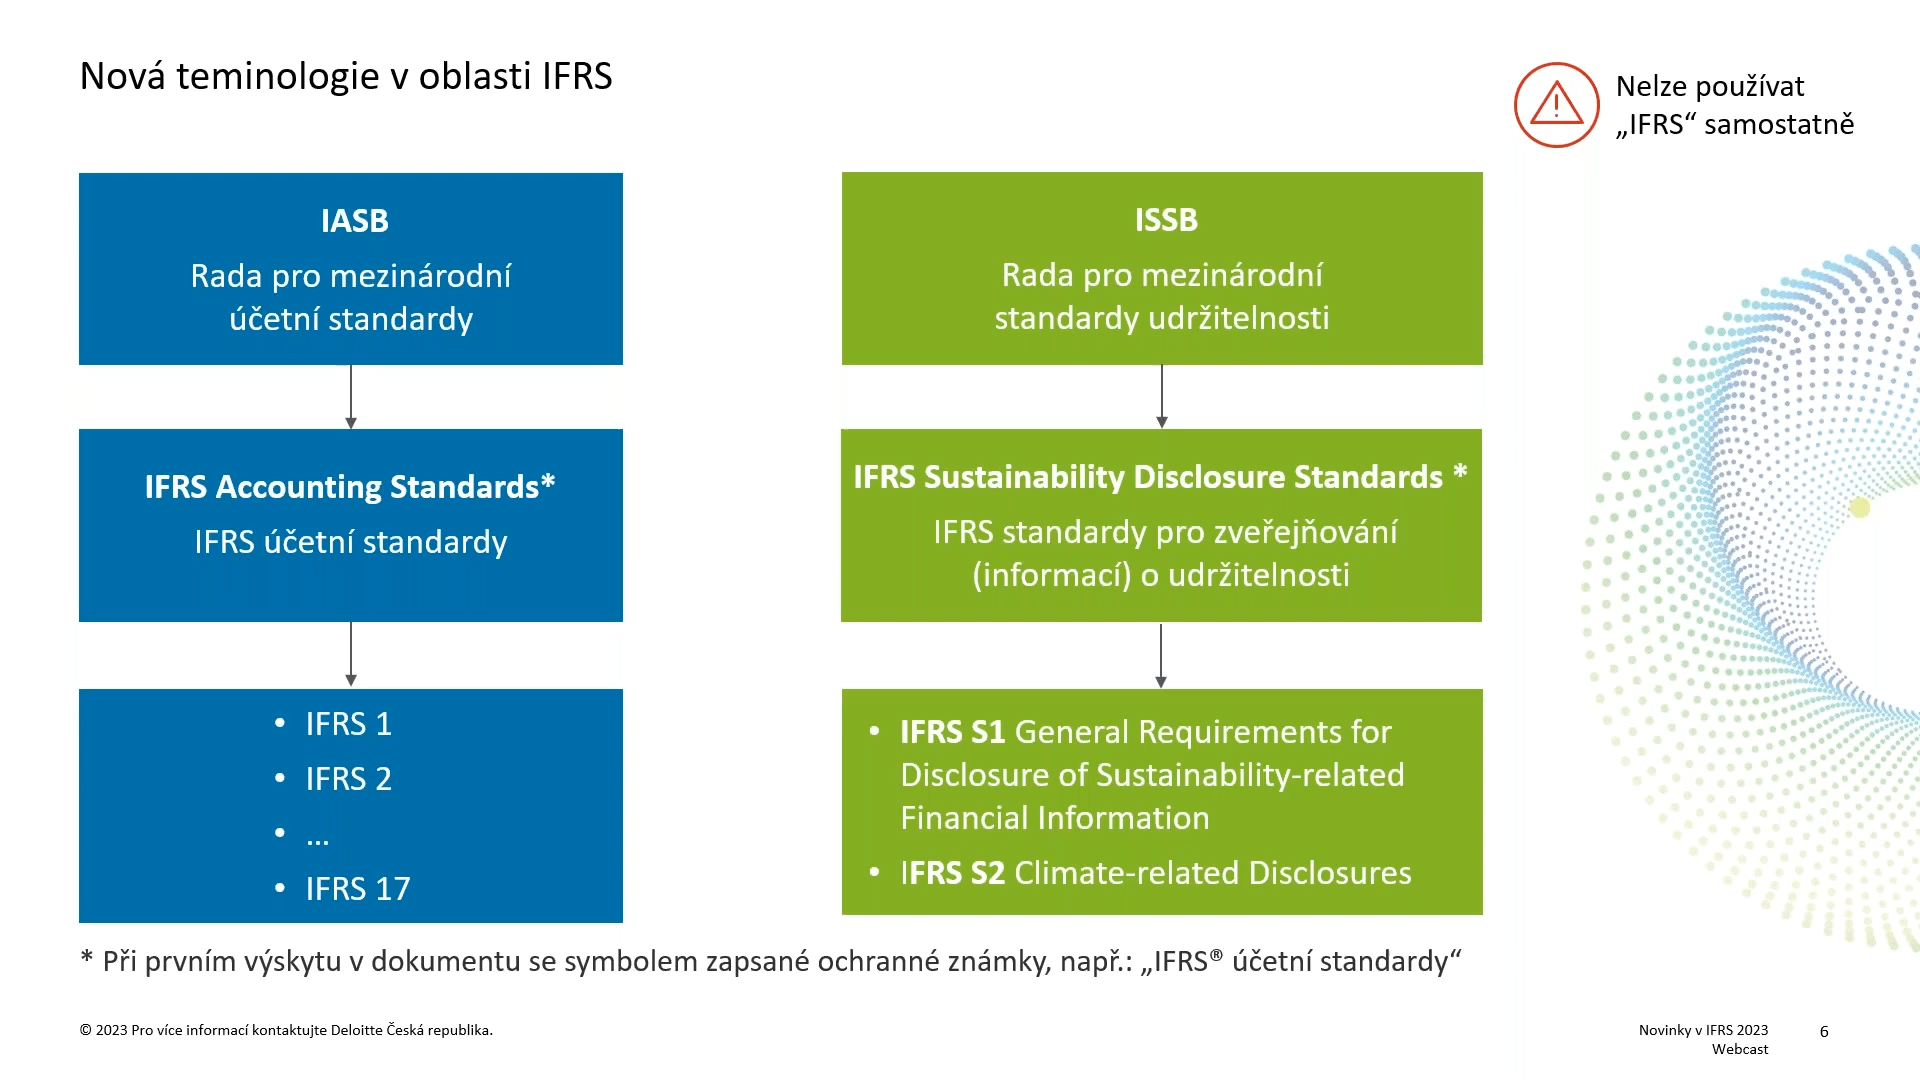 Nová teminologie v oblasti IFRS
Nelze používat
„IFRS“ samostatně
IASB
Rada pro mezinárodní
účetní standardy
IFRS Accounting Standards*
IFRS účetní standardy
• IFRS 1
• IFRS 2
• ...
• IFRS 17
ISSB
Rada pro mezinárodní
standardy udržitelnosti
IFRS Sustainability Disclosure Standards *
IFRS standardy pro zveřejňování
(informací) o udržitelnosti
• IFRS S1 General Requirements for
Disclosure of Sustainability-related
Financial Information
• IFRS S2 Climate-related Disclosures
* Při prvním výskytu v dokumentu se symbolem zapsané ochranné známky, např.: „IFRS® účetní standardy“
© 2023 Pro více informací kontaktujte Deloitte Česká republika.
Novinky v IFRS 2023
Webcast
6